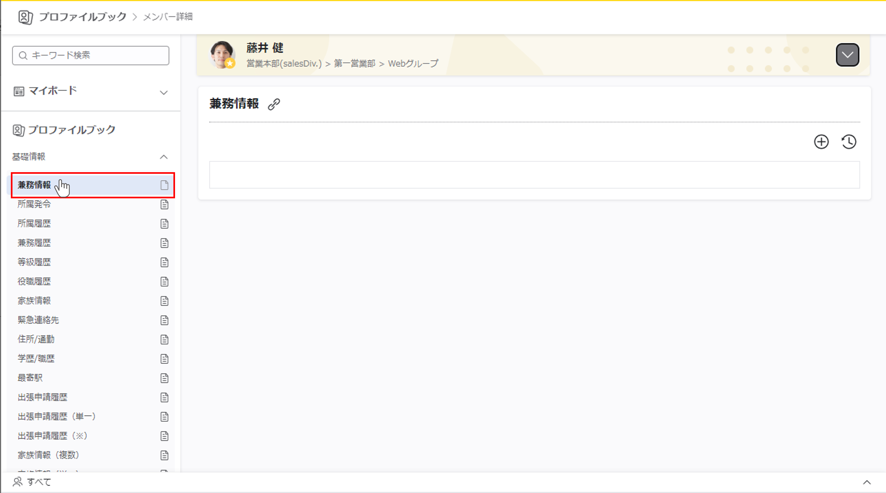 プロファイルブック > メンバー詳細
キーワード検索
マイボード
プロファイルブック
基礎情報
兼務情報
所属発令
所属履歴
兼務履歴
等級履歴
役職履歴
家族情報
緊急連絡先
住所/通勤
学歴/職歴
最寄駅
出張申請履歴
出張申請履歴（単一）
出張申請履歴（※）
家族情報（複数）
すべて
藤井 健
営業本部(salesDiv.) > 第一営業部 > Webグループ
兼務情報